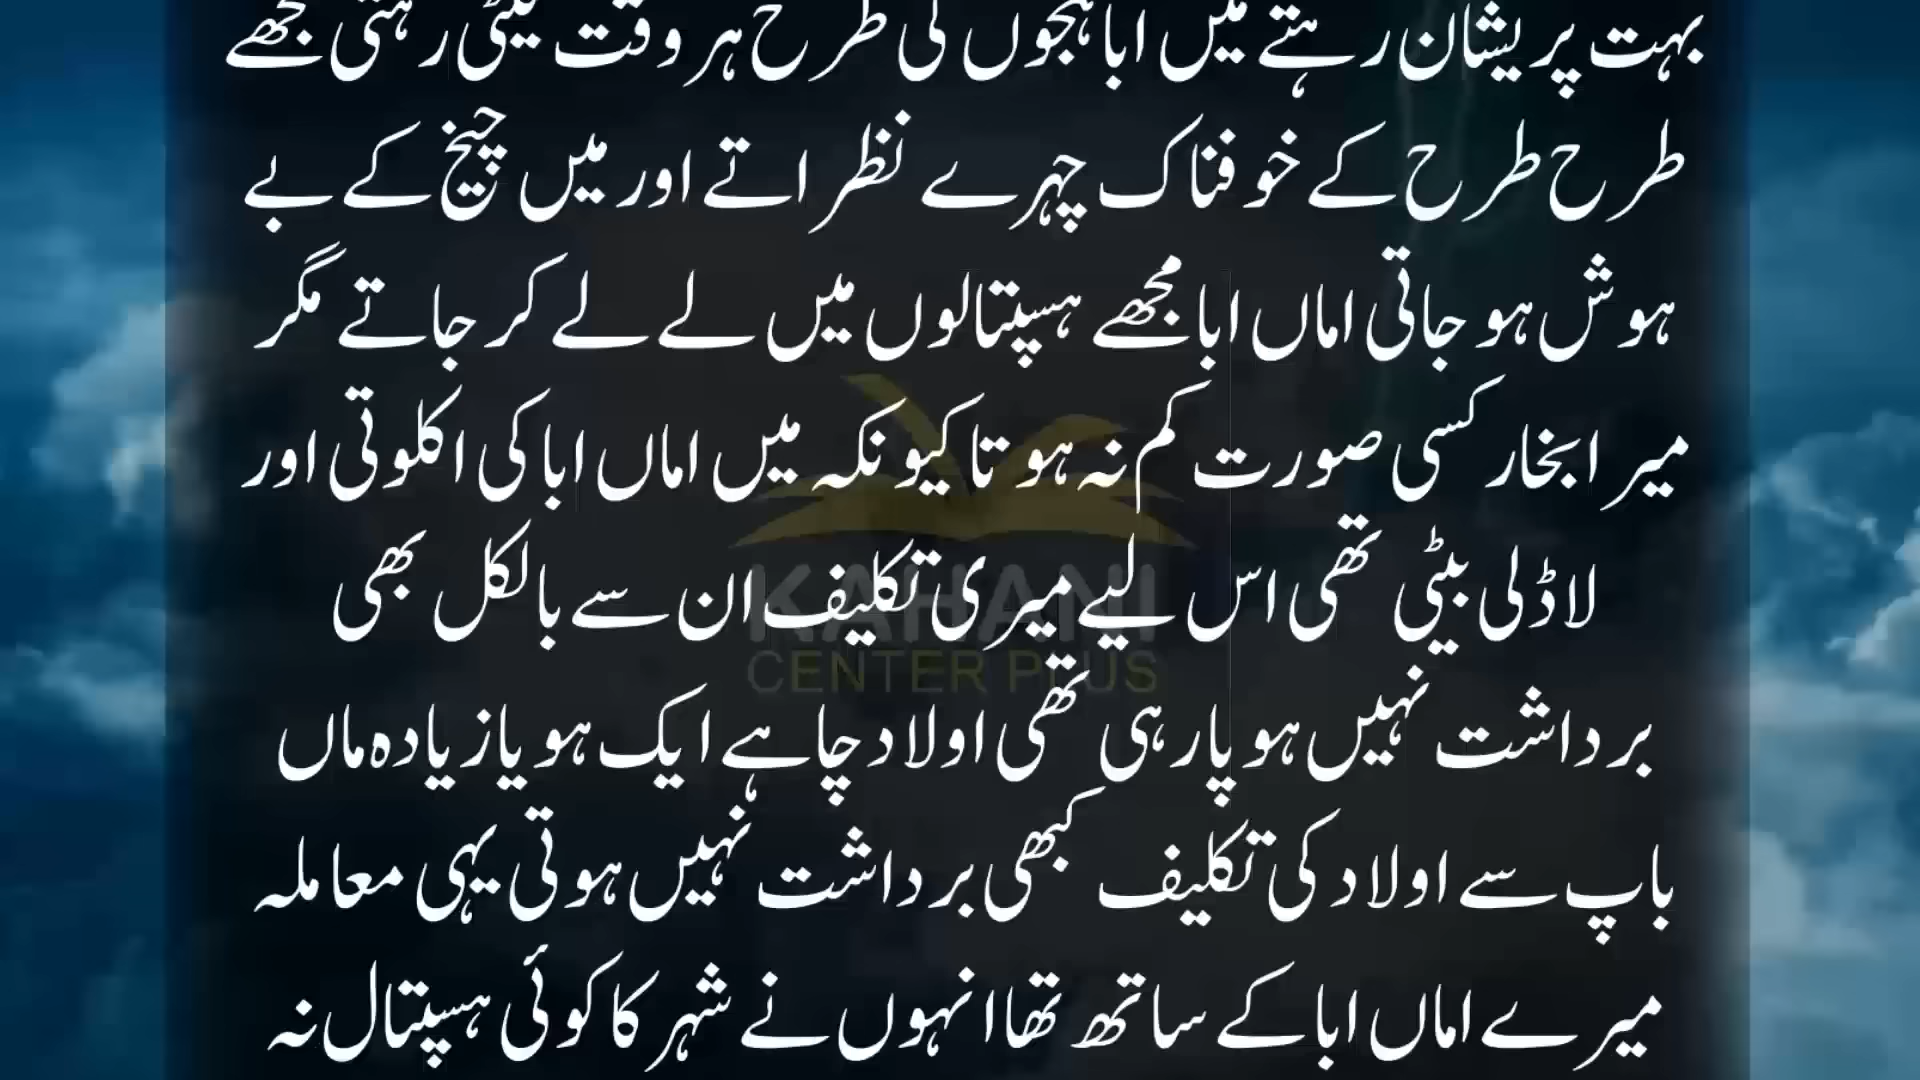 بہت پریشان رہتے میں اباہجوں کی طرح ہر وقت لیٹی رہتی مجھے
طرح طرح کے خوفناک چہرے نظر اتے اور میں چیخ کے بے
ہوش ہو جاتی اماں ابا مجھے ہسپتالوں میں لے لے کر جاتے مگر
میرا بخار کسی صورت کم نہ ہوتا کیونکہ میں اماں ابا کی اکلوتی اور
لاڈلی بیٹی تھی اس لیے میری تکلیف ان سے بالکل بھی
برداشت نہیں ہو پا رہی تھی اولاد چاہے ایک ہو یا زیادہ ماں
باپ سے اولاد کی تکلیف کبھی برداشت نہیں ہوتی یہی معاملہ
میرے اماں ابا کے ساتھ تھا انہوں نے شہر کا کوئی ہسپتال نہ
KAHANI
CENTER PLUS